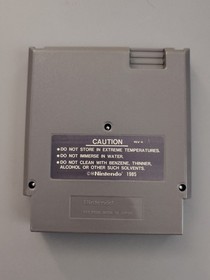 CAUTION
● DO NOT STORE IN EXTREME TEMPERATURES.
● DO NOT IMMERSE IN WATER.
● DO NOT CLEAN WITH BENZENE, THINNER,
ALCOHOL OR OTHER SUCH SOLVENTS.
©Nintendo 1985